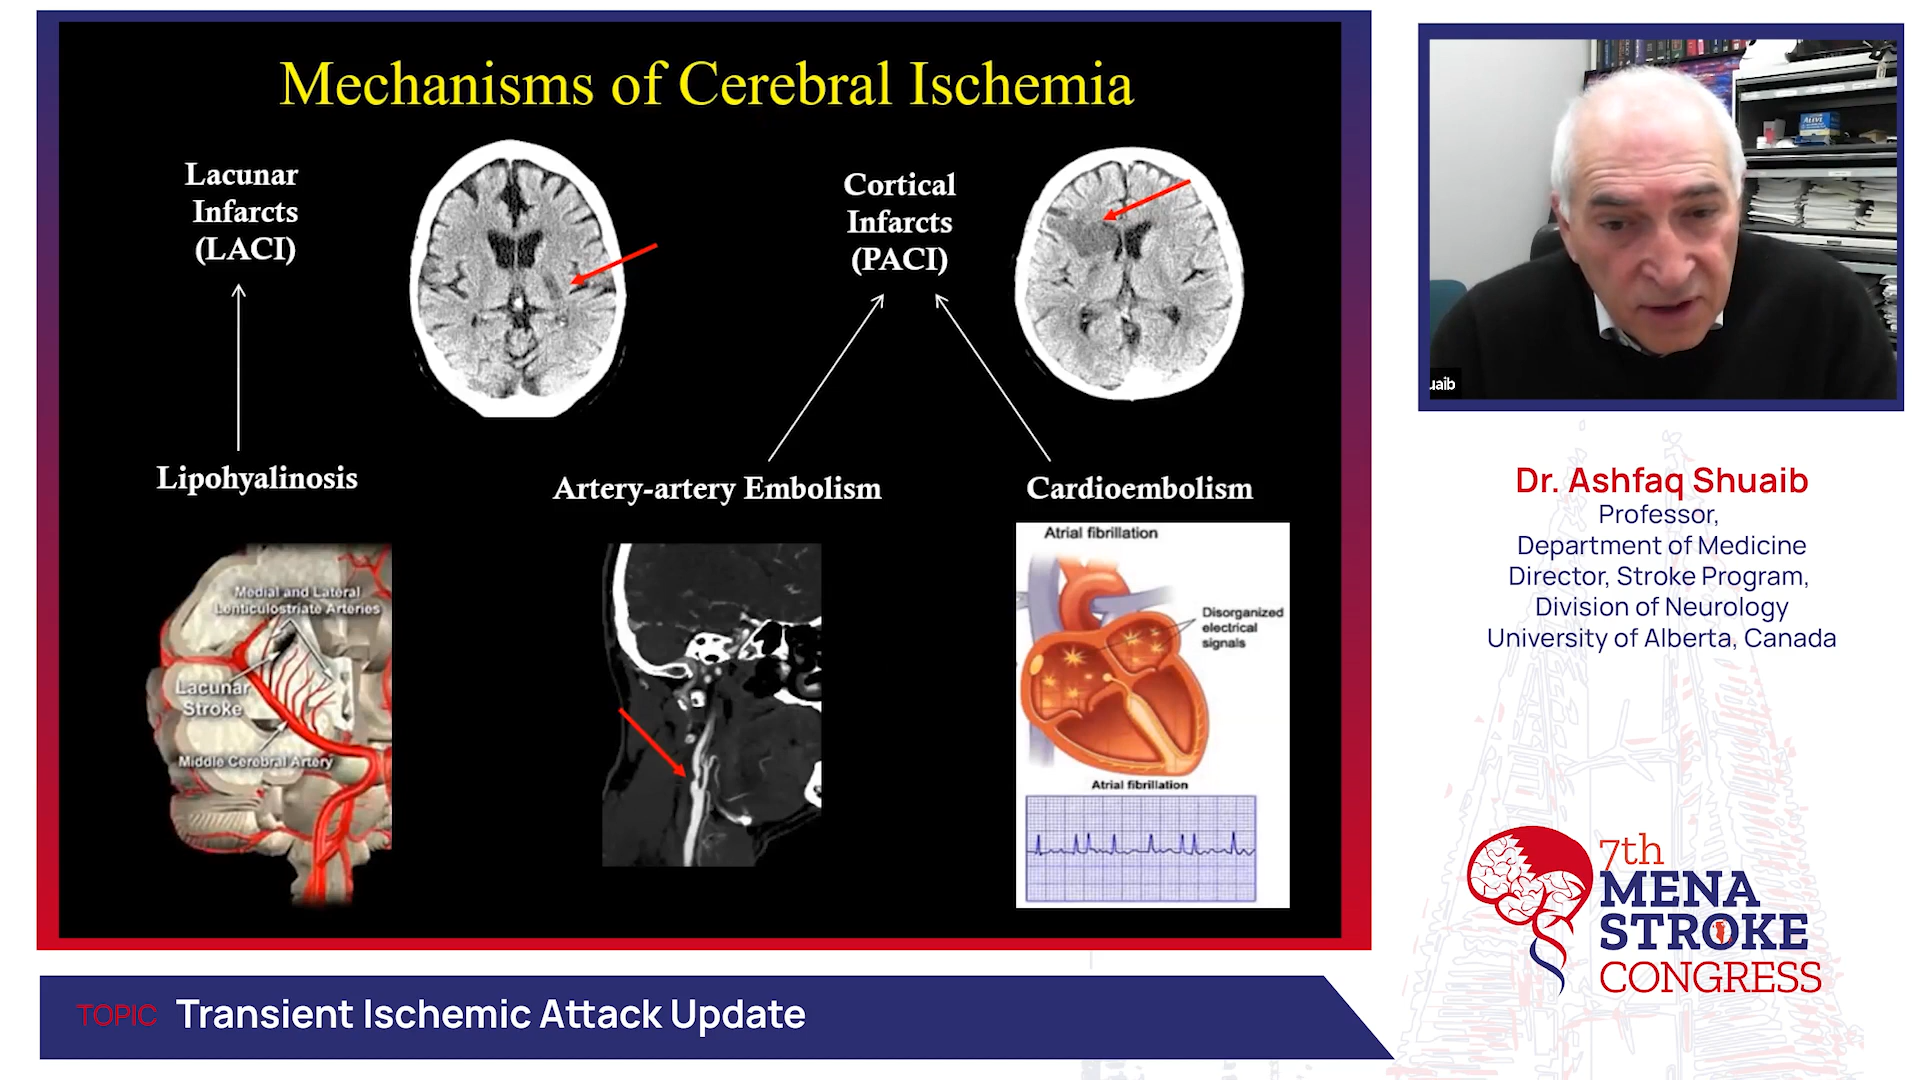 Mechanisms of Cerebral Ischemia
Lacunar
Infarcts
(LACI)
Cortical
Infarcts
(PACI)
Lipohyalinosis
Artery-artery Embolism
Cardioembolism
Medial and Lateral
Lenticulostriate Arteries
Lacunar
Stroke
Middle Cerebral Artery
Atrial fibrillation
Disorganized
electrical
signals
Atrial fibrillation
ALIVE
uaib
Dr. Ashfaq Shuaib
Professor,
Department of Medicine
Director, Stroke Program,
Division of Neurology
University of Alberta, Canada
7th
MENA
STROKE
CONGRESS
TOPIC Transient Ischemic Attack Update